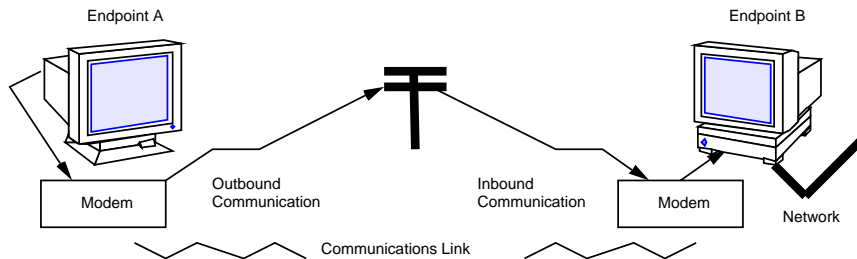 Endpoint A
Endpoint B
Outbound
Communication
Inbound
Communication
Modem
Modem
Network
Communications Link